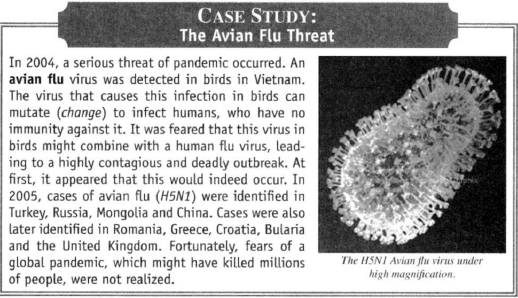 CASE STUDY:
The Avian Flu Threat
In 2004, a serious threat of pandemic occurred. An
avian flu virus was detected in birds in Vietnam.
The virus that causes this infection in birds can
mutate (change) to infect humans, who have no
immunity against it. It was feared that this virus in
birds might combine with a human flu virus, lead-
ing to a highly contagious and deadly outbreak. At
first, it appeared that this would indeed occur. In
2005, cases of avian flu (H5N1) were identified in
Turkey, Russia, Mongolia and China. Cases were also
later identified in Romania, Greece, Croatia, Bularia
and the United Kingdom. Fortunately, fears of a
global pandemic, which might have killed millions
of people, were not realized.
The H5N1 Avian flu virus under
high magnification.